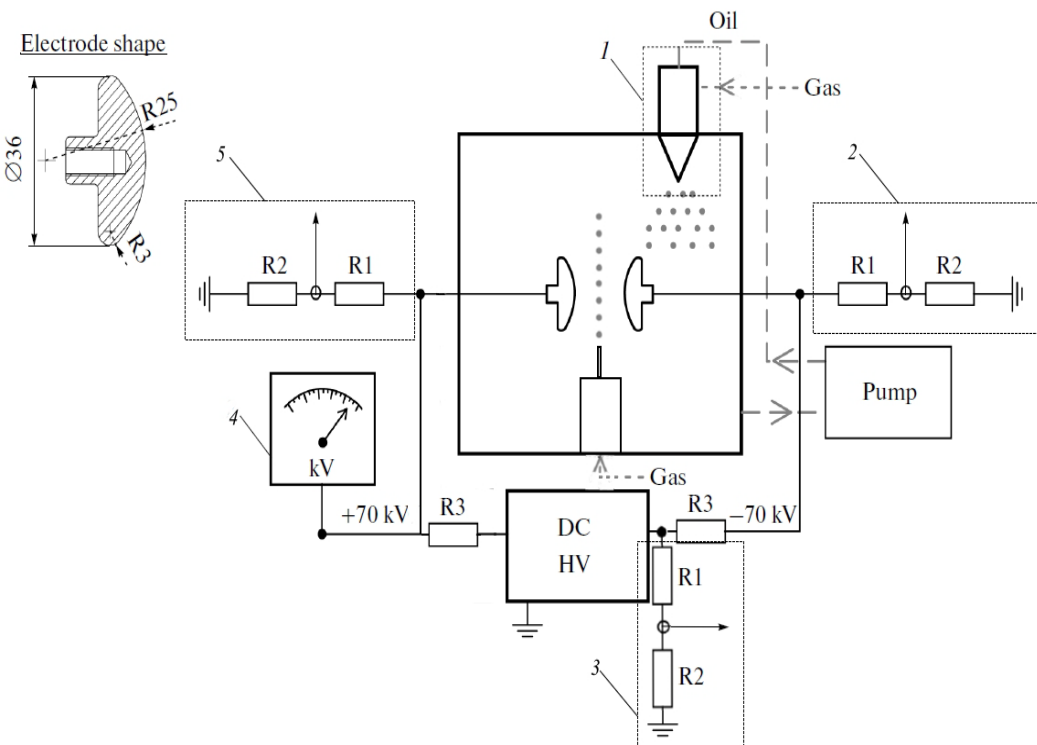 Oil
Electrode shape
1
Gas
R25
Ø36
R3
5
2
R2
R1
R1
R2
Pump
4
kV
Gas
+70 kV
R3
R3
−70 kV
DC
HV
R1
3
R2